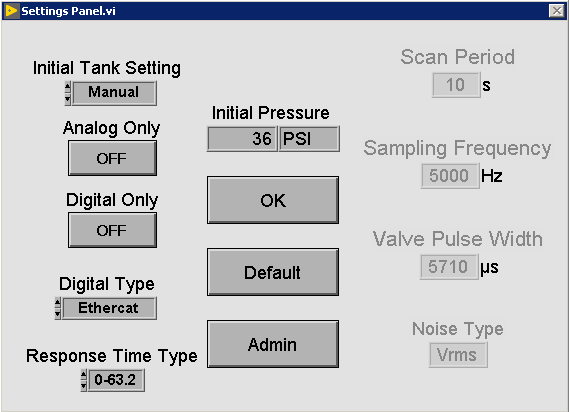 Settings Panel.vi
Initial Tank Setting
Manual
Analog Only
OFF
Digital Only
OFF
Digital Type
Ethercat
Response Time Type
0-63.2
Initial Pressure
36 PSI
OK
Default
Admin
Scan Period
10 s
Sampling Frequency
5000 Hz
Valve Pulse Width
5710 µs
Noise Type
Vrms